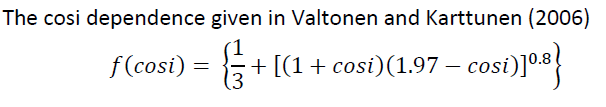 The cosi dependence given in Valtonen and Karttunen (2006)
f(cosi) = {1/3 + [(1 + cosi)(1.97 − cosi)]^0.8}